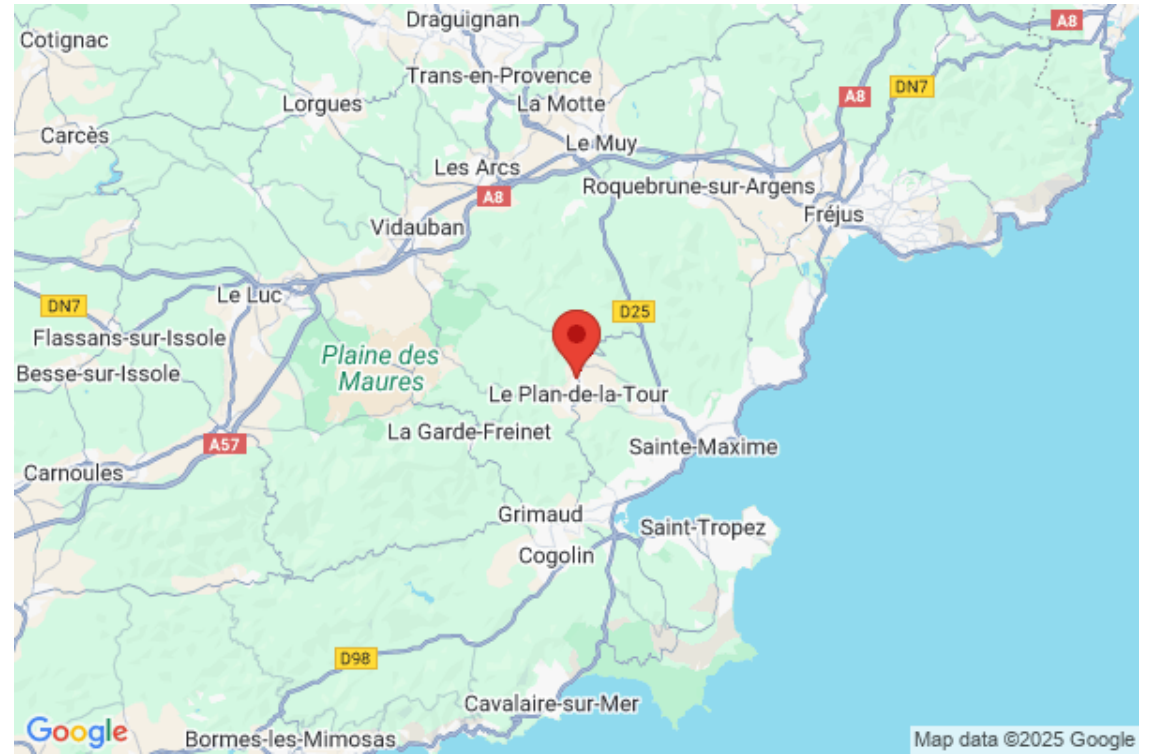 Draguignan
A8
Cotignac
Trans-en-Provence
DN7
A8
Lorgues
La Motte
Carcès
Le Muy
Les Arcs
A8
Roquebrune-sur-Argens
Fréjus
Vidauban
Le Luc
DN7
D25
Flassans-sur-Issole
Plaine des
Maures
Besse-sur-Issole
Le Plan-de-la-Tour
La Garde-Freinet
A57
Sainte-Maxime
Carnoules
Grimaud
Saint-Tropez
Cogolin
D98
Cavalaire-sur-Mer
Google
Bormes-les-Mimosas
Map data ©2025 Google